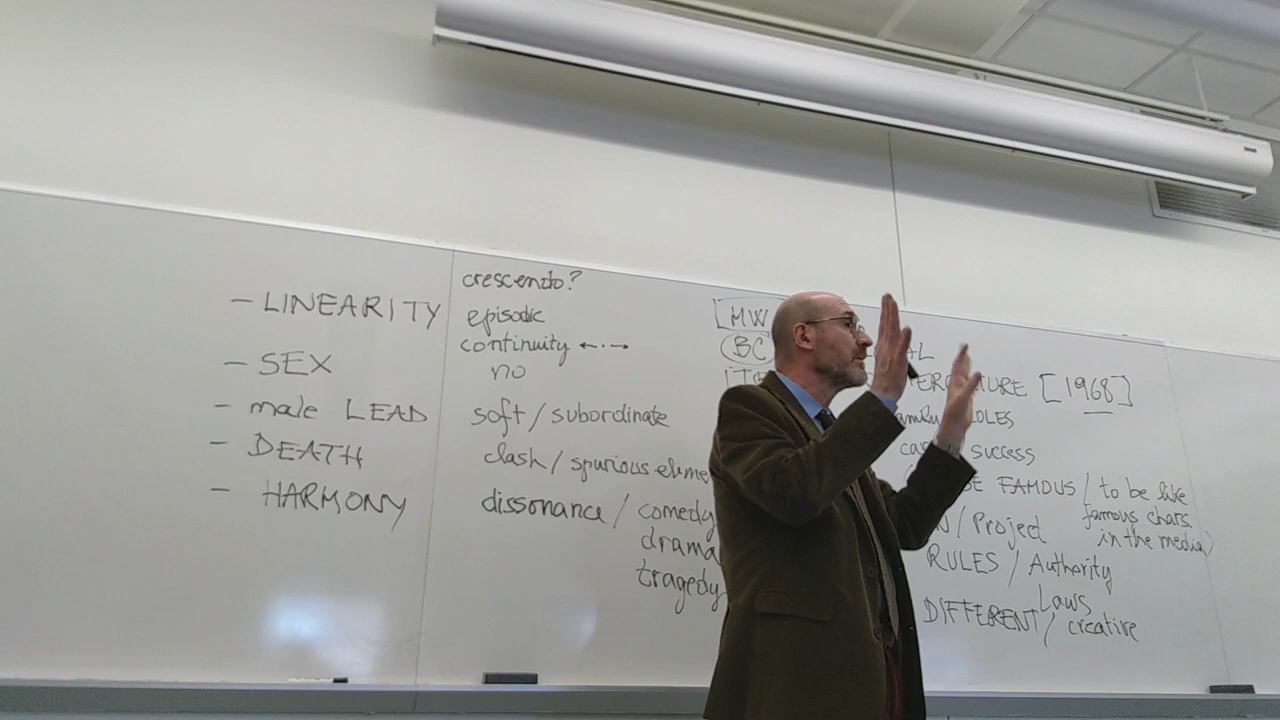 crescendo?
- LINEARITY episodic
continuity
- SEX no
- male LEAD soft / subordinate
- DEATH clash / spurious eleme
- HARMONY dissonance / comedy
drama
tragedy
[MW
BC
[1968]
success
FAMOUS / to be like
famous chars.
in the media)
/ Project
RULES / Authority
Laws
DIFFERENT / creative